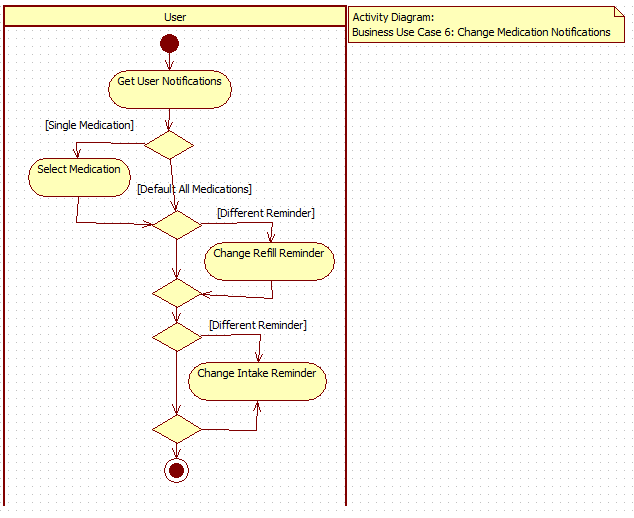 User
Activity Diagram:
Business Use Case 6: Change Medication Notifications
Get User Notifications
[Single Medication]
Select Medication
[Default All Medications]
[Different Reminder]
Change Refill Reminder
[Different Reminder]
Change Intake Reminder